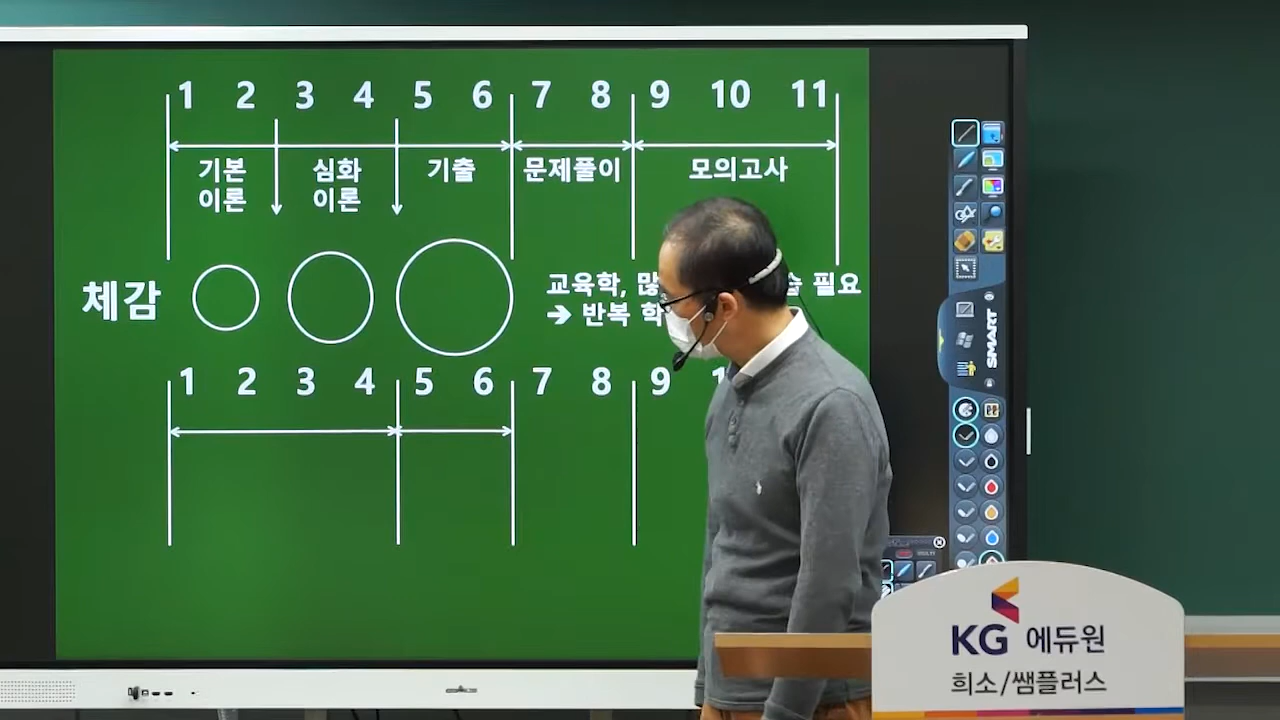 1 2 3 4 5 6 7 8 9 10 11
기본 심화 기출 문제풀이 모의고사
이론 이론
체감
교육학, 많 필요
→ 반복 학
1 2 3 4 5 6 7 8 9
SMART
KG 에듀원
희소/쌤플러스